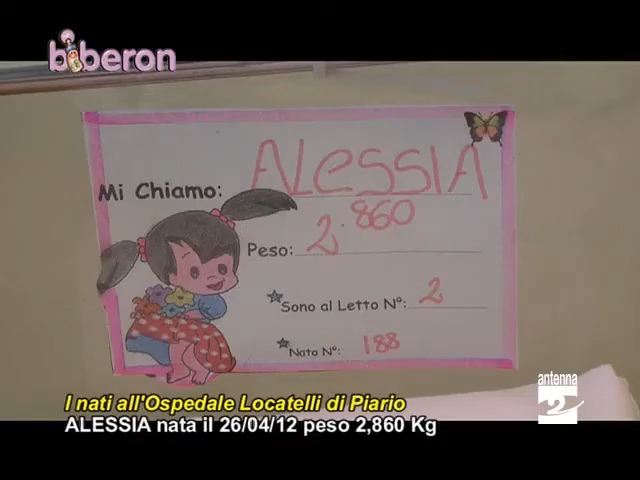 biberon
Mi Chiamo: ALESSIA
Peso: 2.860
Sono al Letto N°: 2
Nato N°: 188
antenna
2
I nati all'Ospedale Locatelli di Piario
ALESSIA nata il 26/04/12 peso 2,860 Kg